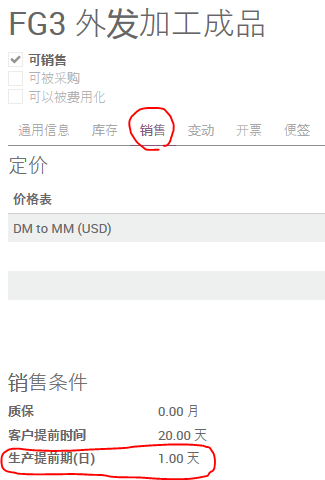 FG3 外发加工成品
可销售
可被采购
可以被费用化
通用信息 库存 销售 变动 开票 便签
定价
价格表
DM to MM (USD)
销售条件
质保 0.00 月
客户提前时间 20.00 天
生产提前期(日) 1.00 天